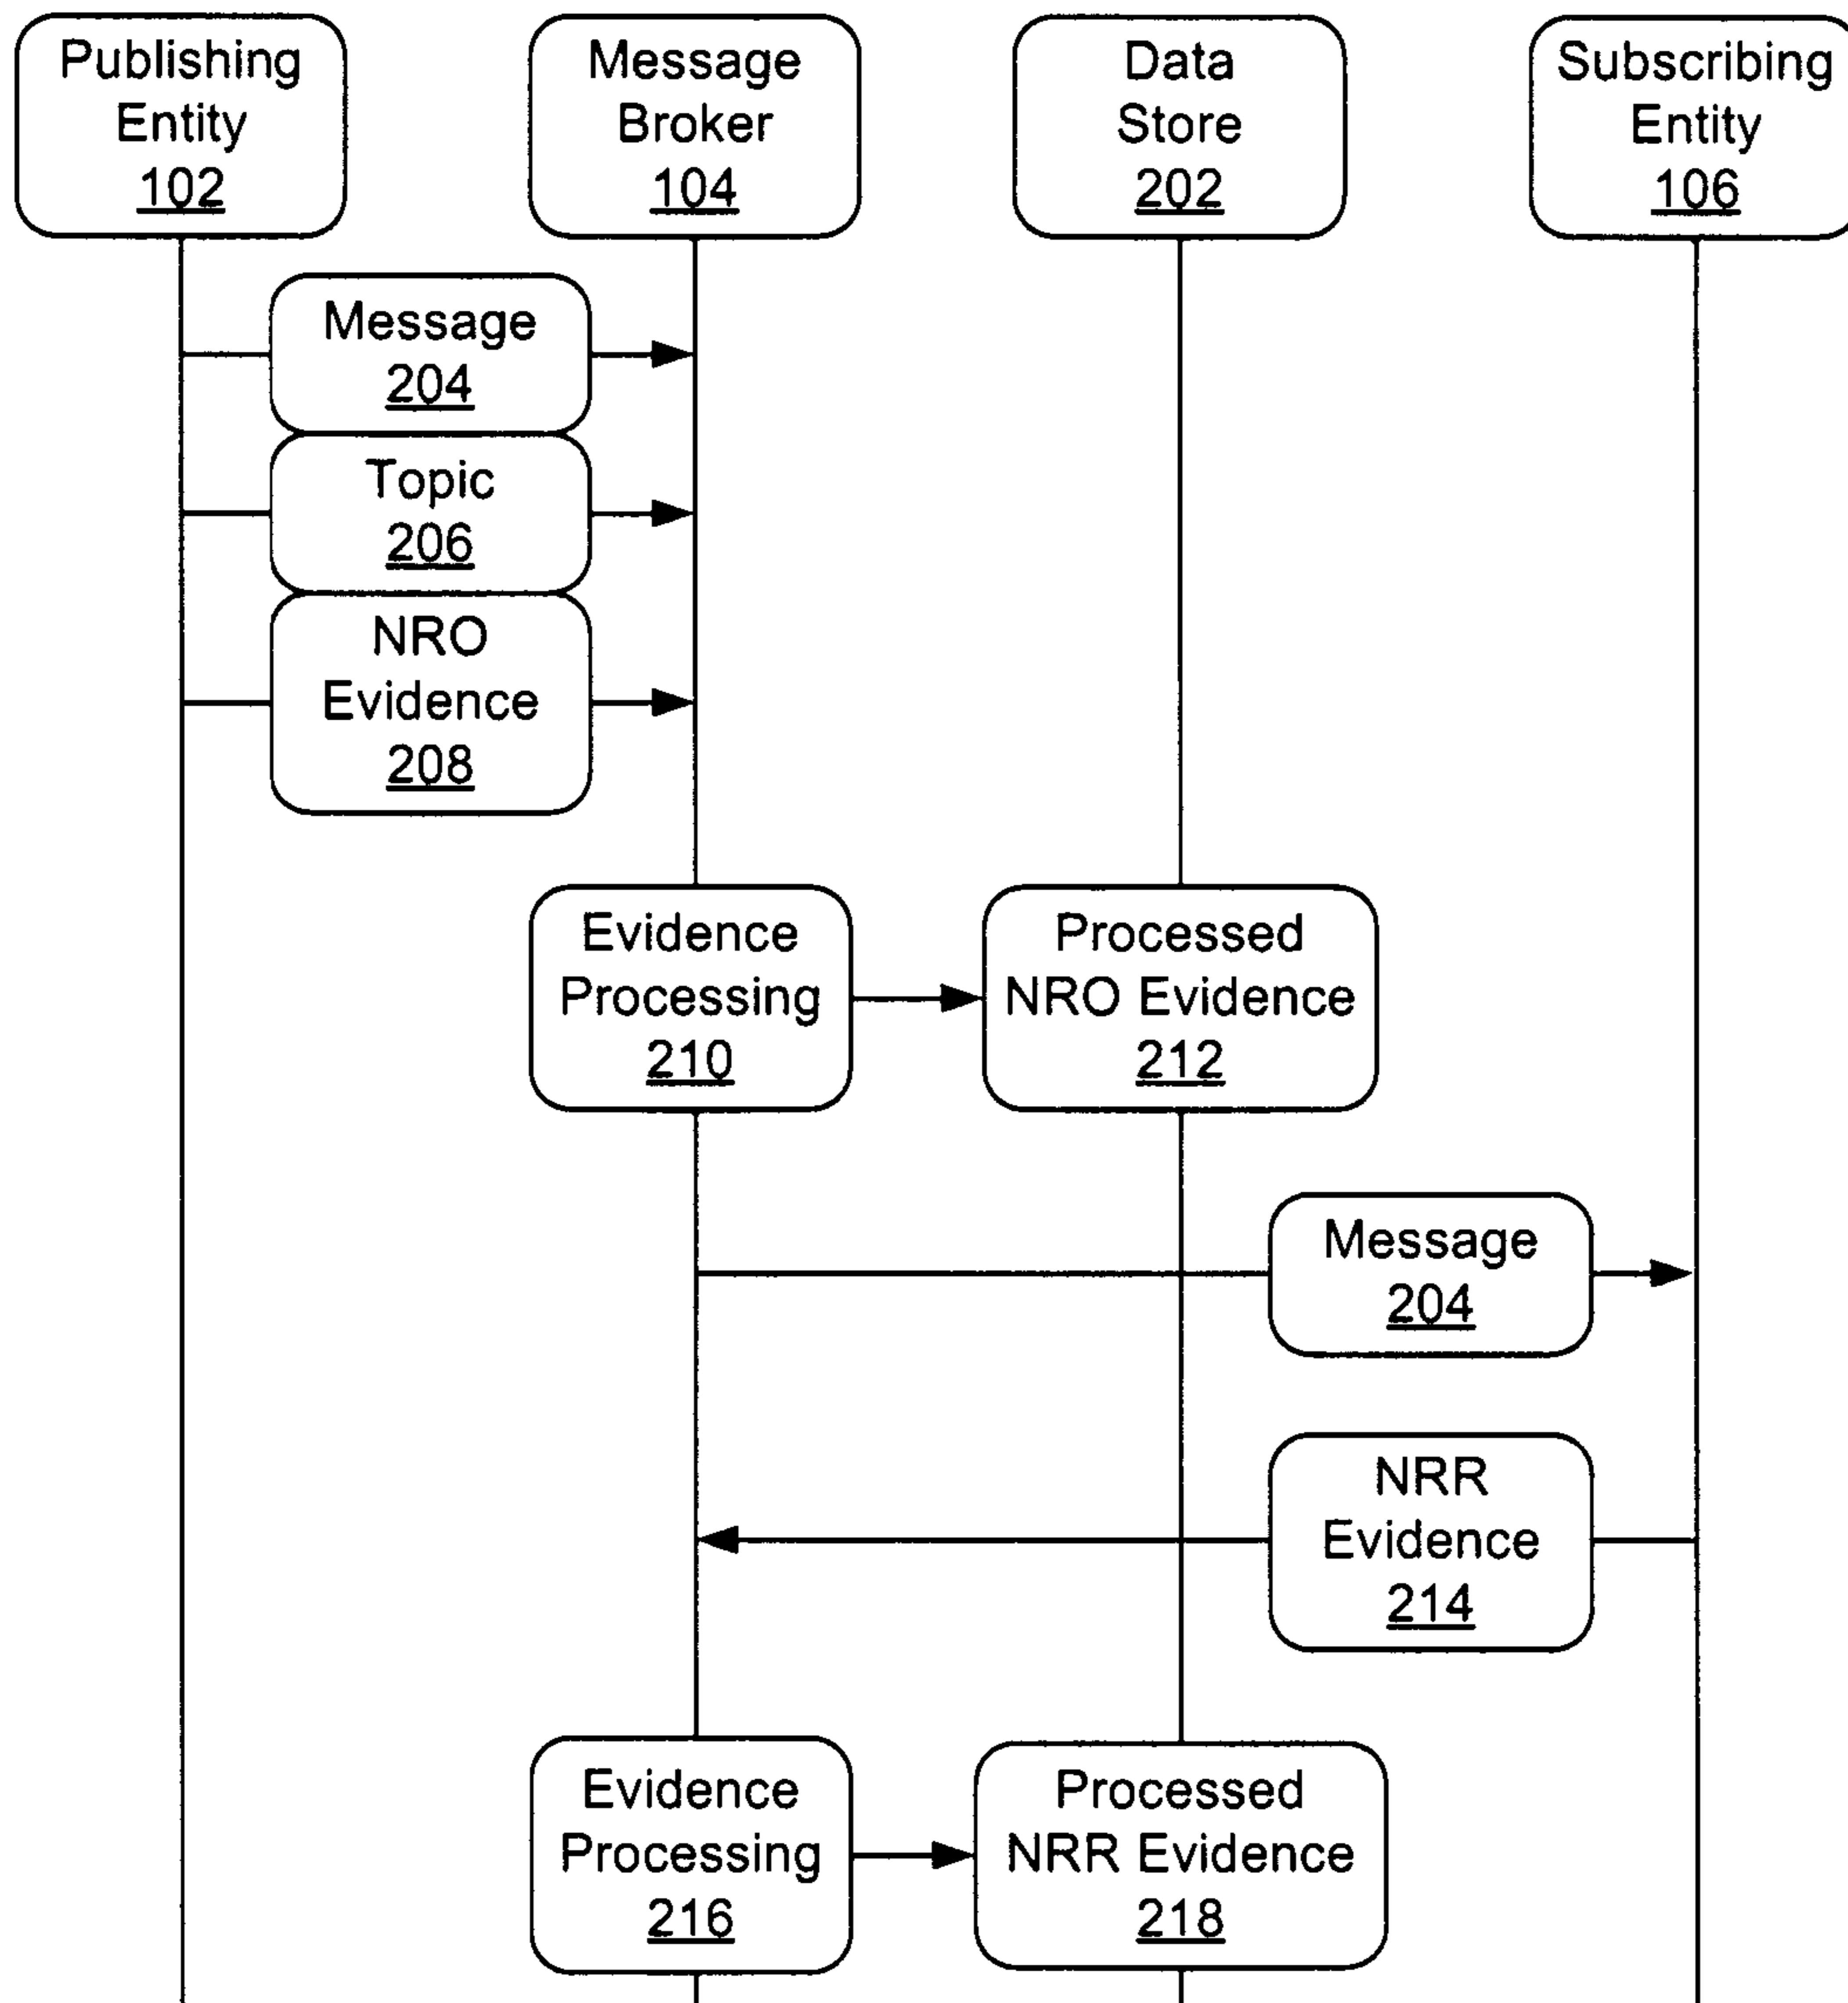 Publishing
Entity
102
Message
Broker
104
Data
Store
202
Subscribing
Entity
106
Message
204
Topic
206
NRO
Evidence
208
Evidence
Processing
210
Processed
NRO Evidence
212
Message
204
NRR
Evidence
214
Evidence
Processing
216
Processed
NRR Evidence
218